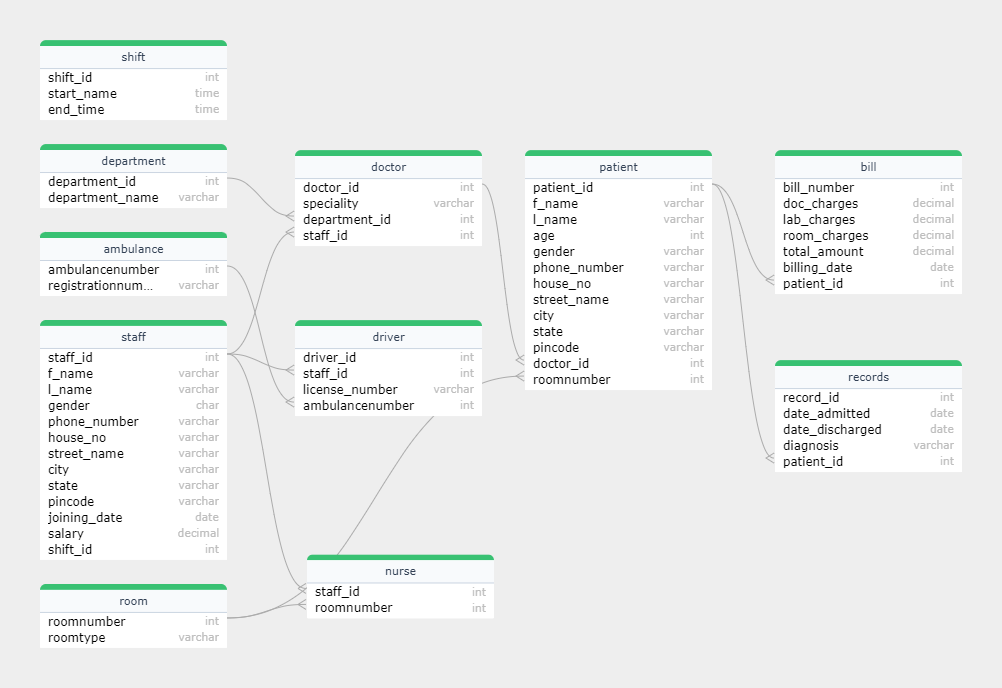 shift
shift_id int
start_name time
end_time time
department
department_id int
department_name varchar
ambulance
ambulancenumber int
registrationnum... varchar
staff
staff_id int
f_name varchar
l_name varchar
gender char
phone_number varchar
house_no varchar
street_name varchar
city varchar
state varchar
pincode varchar
joining_date date
salary decimal
shift_id int
room
roomnumber int
roomtype varchar
doctor
doctor_id int
speciality varchar
department_id int
staff_id int
driver
driver_id int
staff_id int
license_number varchar
ambulancenumber int
nurse
staff_id int
roomnumber int
patient
patient_id int
f_name varchar
l_name varchar
age int
gender varchar
phone_number varchar
house_no varchar
street_name varchar
city varchar
state varchar
pincode varchar
doctor_id int
roomnumber int
bill
bill_number int
doc_charges decimal
lab_charges decimal
room_charges decimal
total_amount decimal
billing_date date
patient_id int
records
record_id int
date_admitted date
date_discharged date
diagnosis varchar
patient_id int